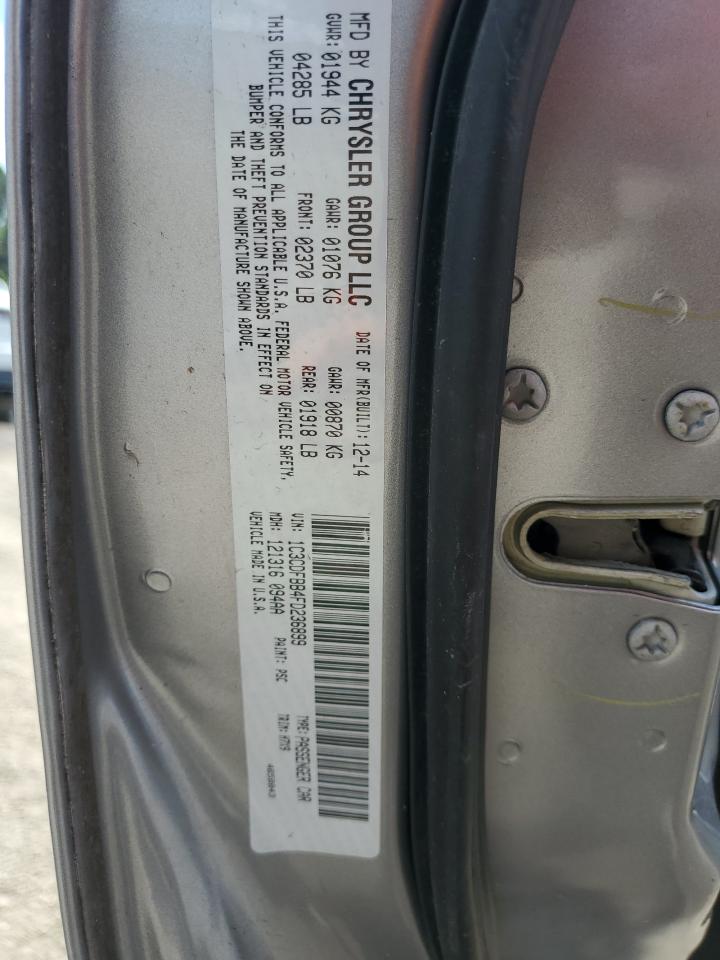 MFD BY CHRYSLER GROUP LLC DATE OF MFR(BUILT): 12-14
GVWR: 01944 KG GAWR: 01076 KG GAWR: 00870 KG
04285 LB FRONT: 02370 LB REAR: 01918 LB
THIS VEHICLE CONFORMS TO ALL APPLICABLE U.S.A. FEDERAL MOTOR VEHICLE SAFETY,
BUMPER AND THEFT PREVENTION STANDARDS IN EFFECT ON
THE DATE OF MANUFACTURE SHOWN ABOVE.
VIN: 1C3CDFBB4FD236899 TYPE: PASSENGER CAR
MDH: 121316 094AA PAINT: PSC TRIM: H7X9
VEHICLE MADE IN U.S.A.